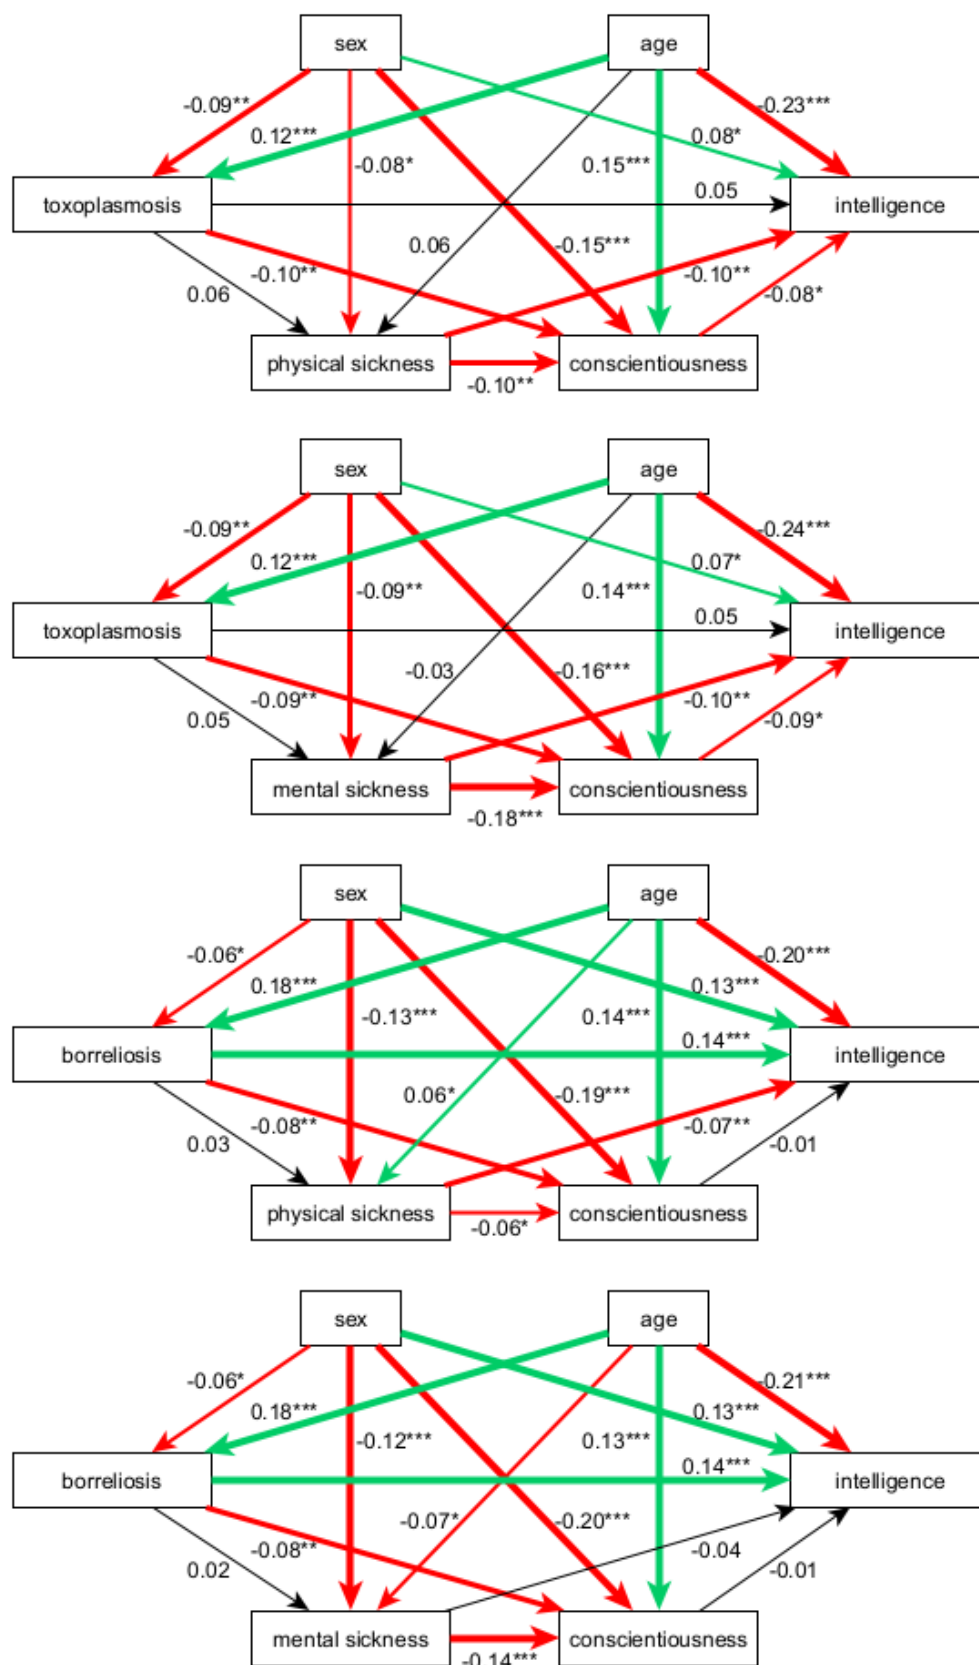 sex age
-0.09** -0.23***
0.12*** 0.08*
-0.08* 0.15***
toxoplasmosis 0.05 intelligence
0.06 -0.15***
-0.10** -0.10**
0.06 -0.08*
physical sickness conscientiousness
-0.10**
sex age
-0.09** -0.24***
0.12*** 0.07*
-0.09** 0.14***
toxoplasmosis 0.05 intelligence
-0.03 -0.16***
-0.09** -0.10**
0.05 -0.09*
mental sickness conscientiousness
-0.18***
sex age
-0.06* -0.20***
0.18*** 0.13***
-0.13*** 0.14***
borreliosis 0.14*** intelligence
0.06* -0.19***
-0.08** -0.07**
0.03 -0.01
physical sickness conscientiousness
-0.06*
sex age
-0.06* -0.21***
0.18*** 0.13***
-0.12*** 0.13***
borreliosis 0.14*** intelligence
-0.07* -0.20***
-0.08** -0.04
0.02 -0.01
mental sickness conscientiousness
-0.14***